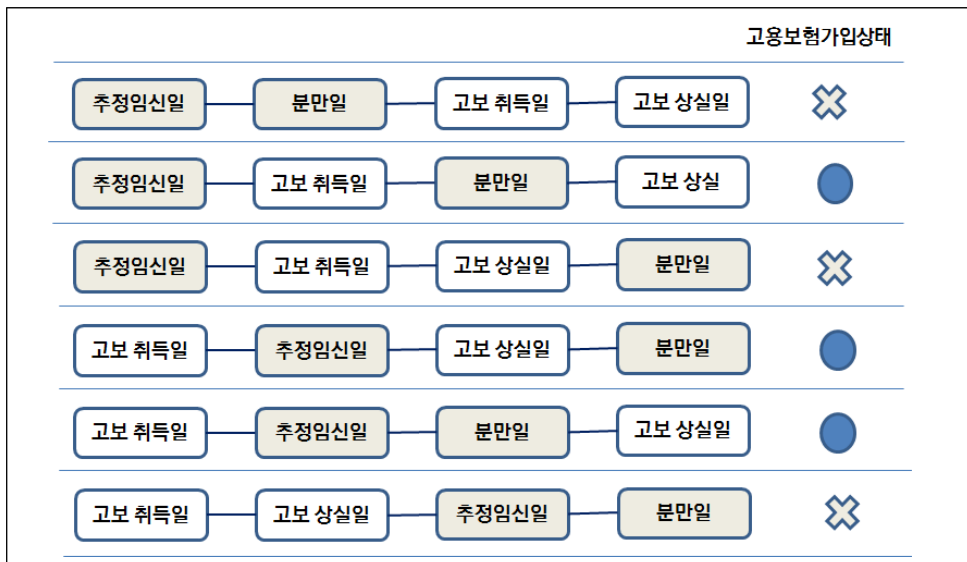 고용보험가입상태
추정임신일 분만일 고보 취득일 고보 상실일
추정임신일 고보 취득일 분만일 고보 상실
추정임신일 고보 취득일 고보 상실일 분만일
고보 취득일 추정임신일 고보 상실일 분만일
고보 취득일 추정임신일 분만일 고보 상실일
고보 취득일 고보 상실일 추정임신일 분만일